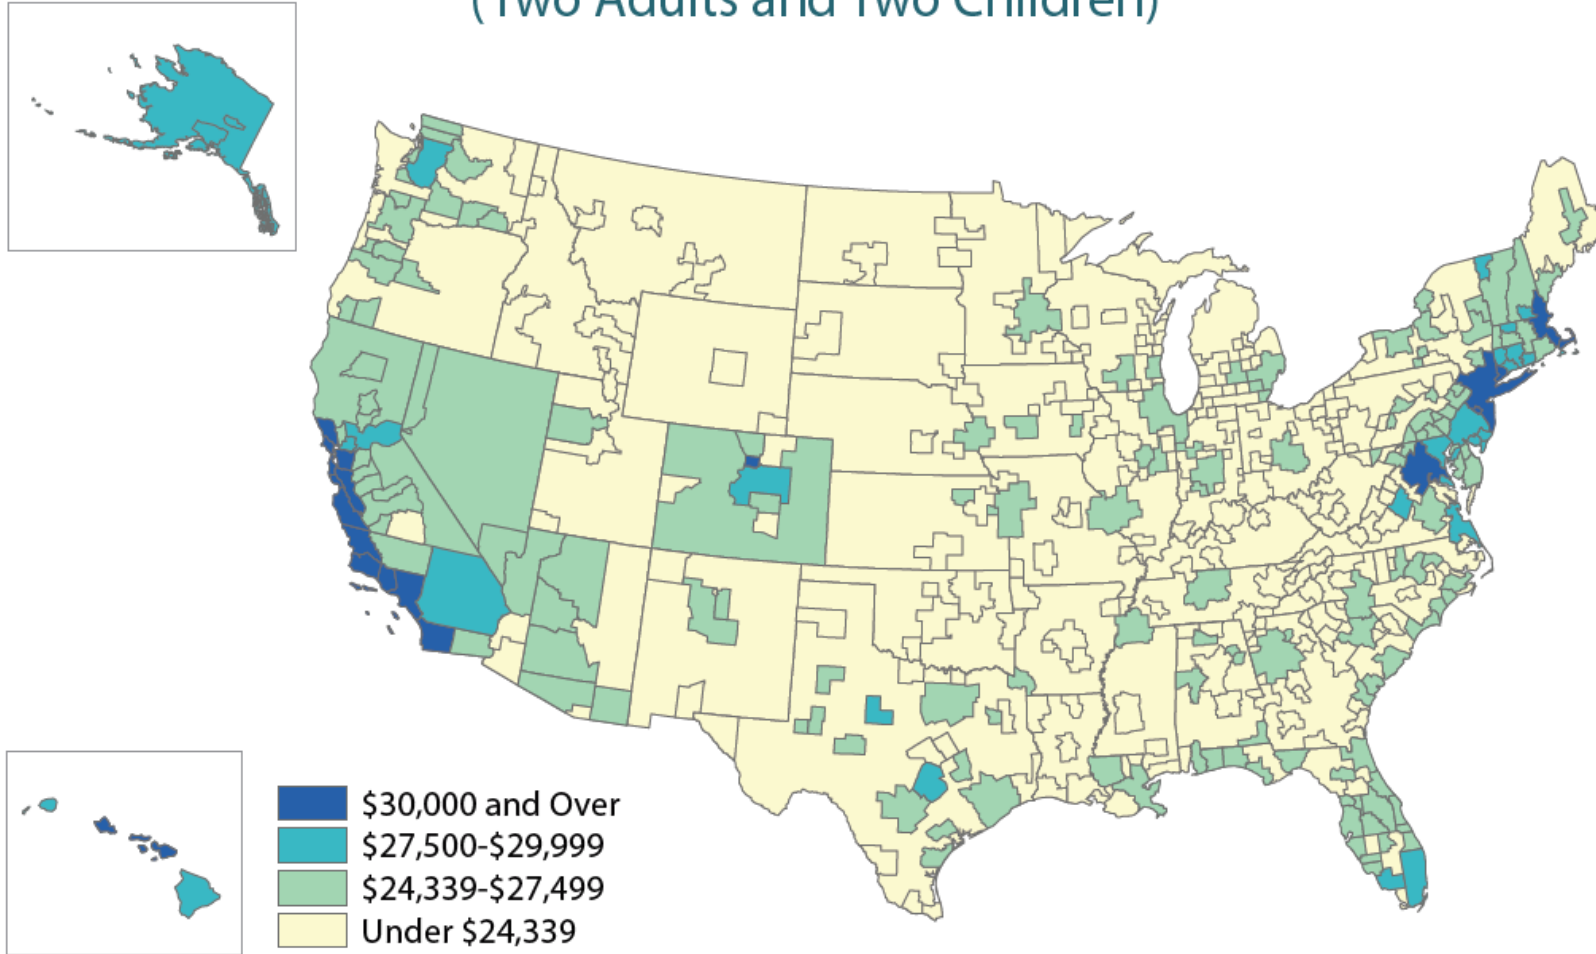 (Two Adults and Two Children)
$30,000 and Over
$27,500-$29,999
$24,339-$27,499
Under $24,339